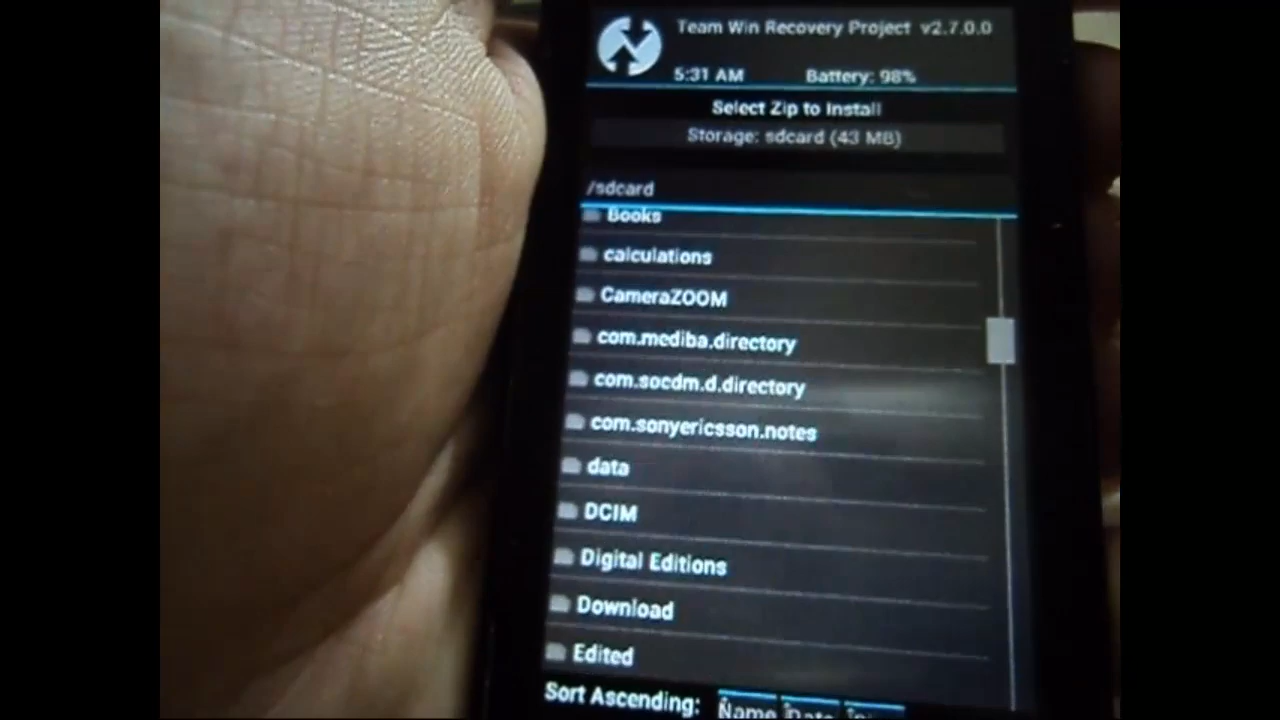 Team Win Recovery Project v2.7.0.0
5:31 AM Battery: 98%
Select Zip to Install
Storage: sdcard (43 MB)
/sdcard
Books
calculations
CameraZOOM
com.mediba.directory
com.socdm.d.directory
com.sonyericsson.notes
data
DCIM
Digital Editions
Download
Edited
Sort Ascending: Name Date